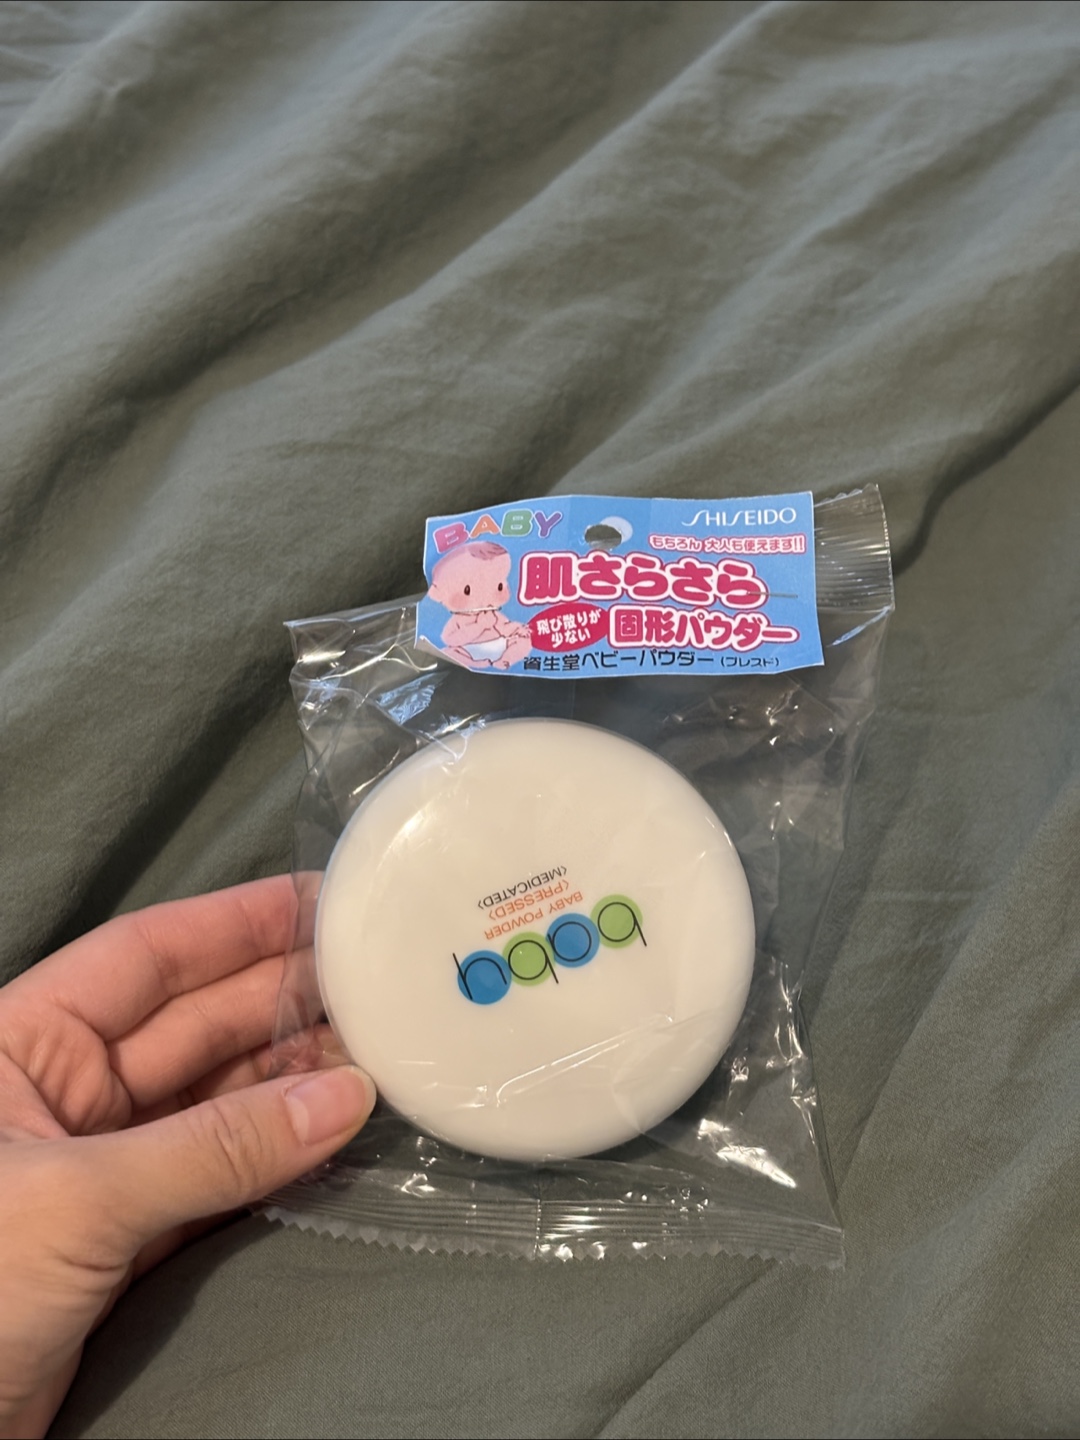 BABY
SHISEIDO
もちろん 大人も使えます!!
肌さらさら
飛び散りが
少ない
固形パウダー
資生堂ベビーパウダー(プレスド)
baby
BABY POWDER
〈PRESSED〉
〈MEDICATED〉